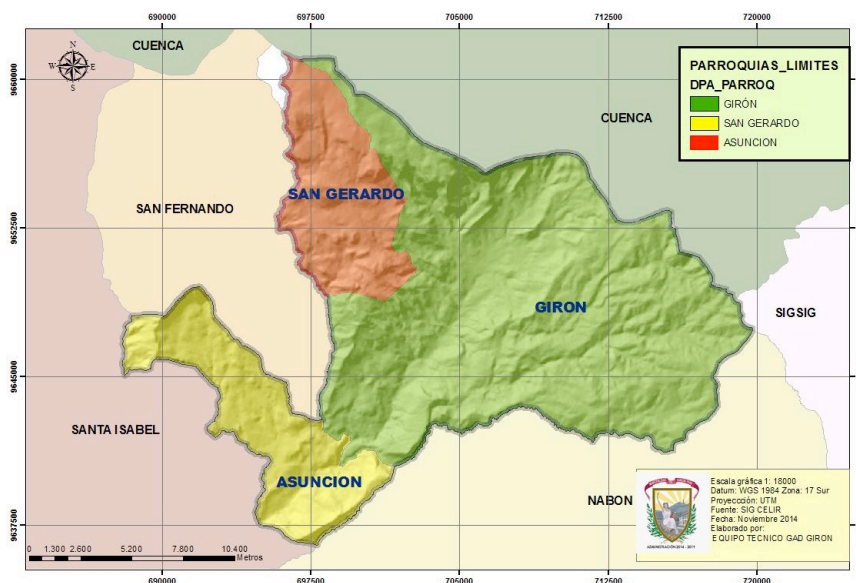 690000 697500 705000 712500 720000
CUENCA
N
W E
S
PARROQUIAS_LIMITES
DPA_PARROQ
GIRÓN
SAN GERARDO
ASUNCION
9660000
CUENCA
SAN GERARDO
SAN FERNANDO
9652500
GIRON
SIGSIG
9645000
SANTA ISABEL
ASUNCION
NABON
Escala gráfica 1: 18000
Datum: WGS 1984 Zona: 17 Sur
Proyección: UTM
Fuente: SIG CELIR
Fecha: Noviembre 2014
Elaborado por:
EQUIPO TECNICO GAD GIRON
ADMINISTRACIÓN 2014 - 2019
9637500
0 1.300 2.600 5.200 7.800 10.400
Metros
690000 697500 705000 712500 720000